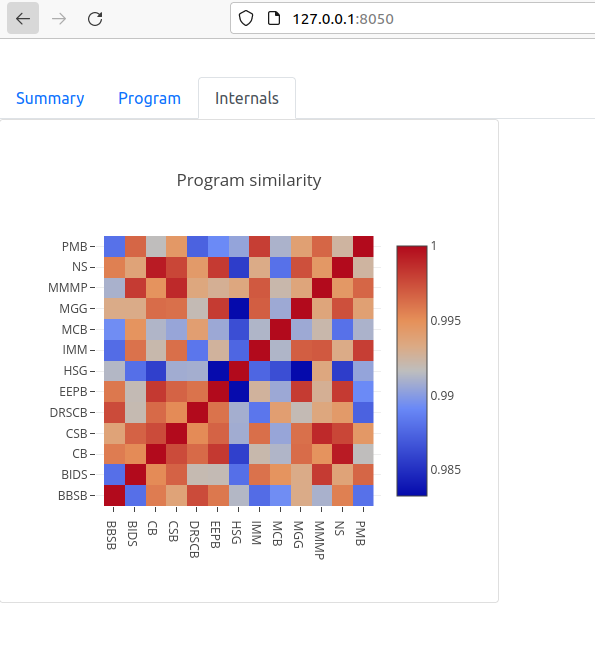 127.0.0.1:8050
Summary Program Internals
Program similarity
PMB
NS
MMMP
MGG
MCB
IMM
HSG
EEPB
DRSCB
CSB
CB
BIDS
BBSB
1
0.995
0.99
0.985
BBSB BIDS CB CSB DRSCB EEPB HSG IMM MCB MGG MMMP NS PMB